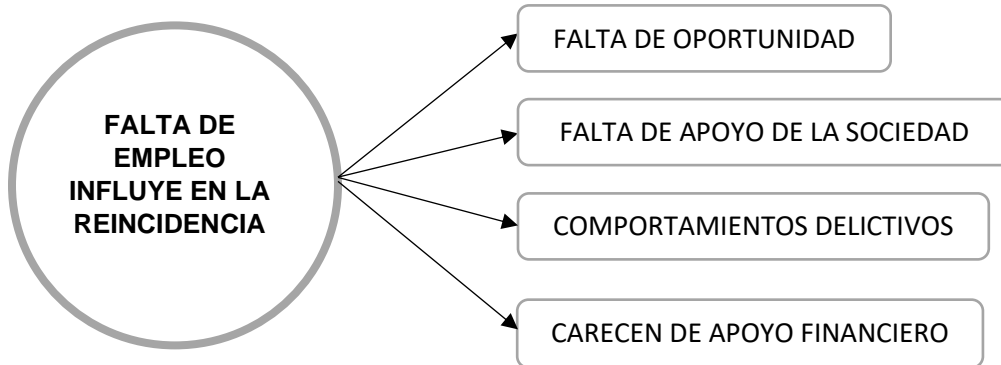 FALTA DE
EMPLEO
INFLUYE EN LA
REINCIDENCIA
FALTA DE OPORTUNIDAD
FALTA DE APOYO DE LA SOCIEDAD
COMPORTAMIENTOS DELICTIVOS
CARECEN DE APOYO FINANCIERO